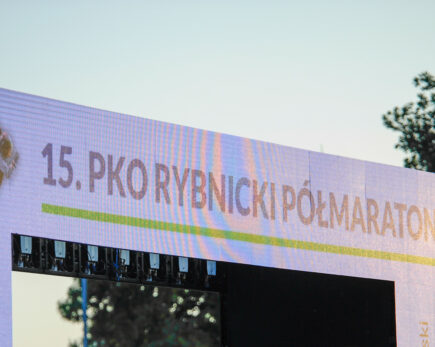 15. PKO RYBNICKI PÓŁMARATON